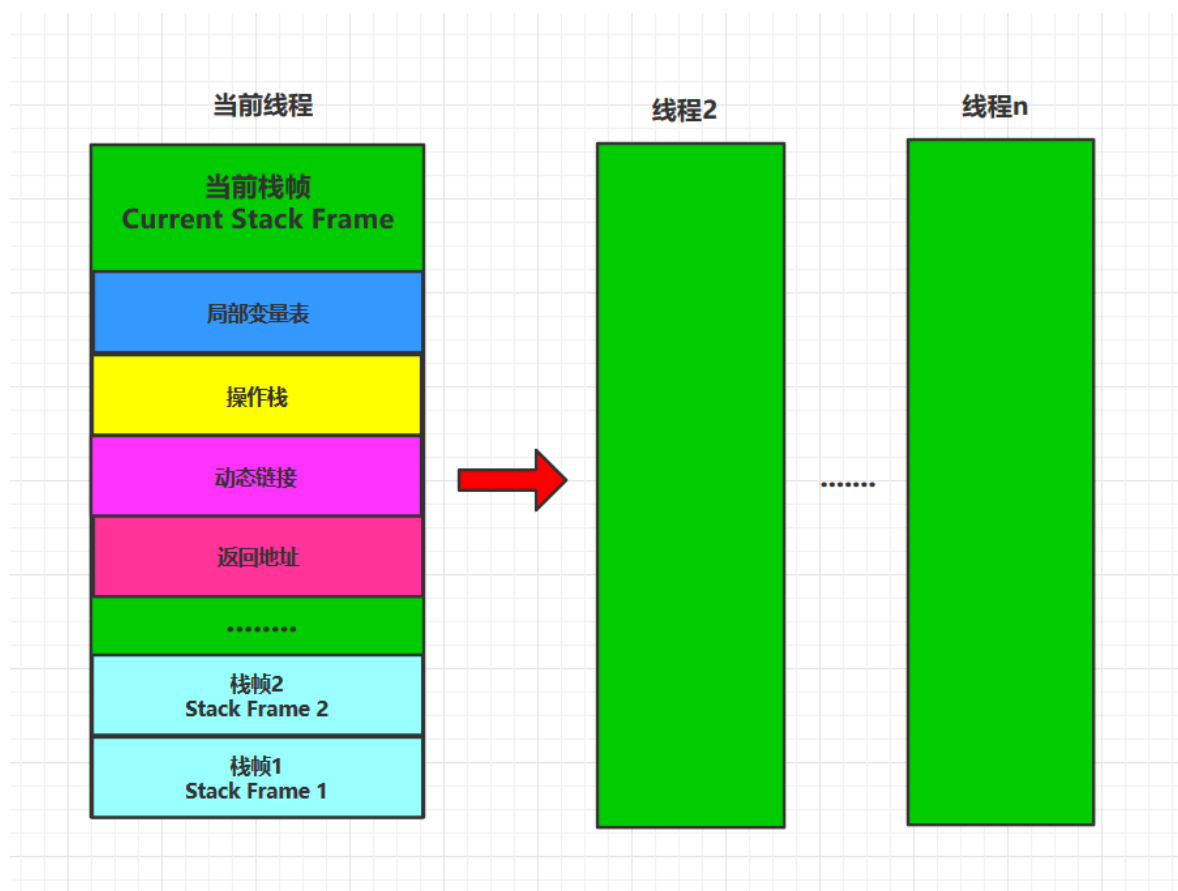 当前线程
线程2
线程n
当前栈帧
Current Stack Frame
局部变量表
操作栈
动态链接
返回地址
.......
........
栈帧2
Stack Frame 2
栈帧1
Stack Frame 1